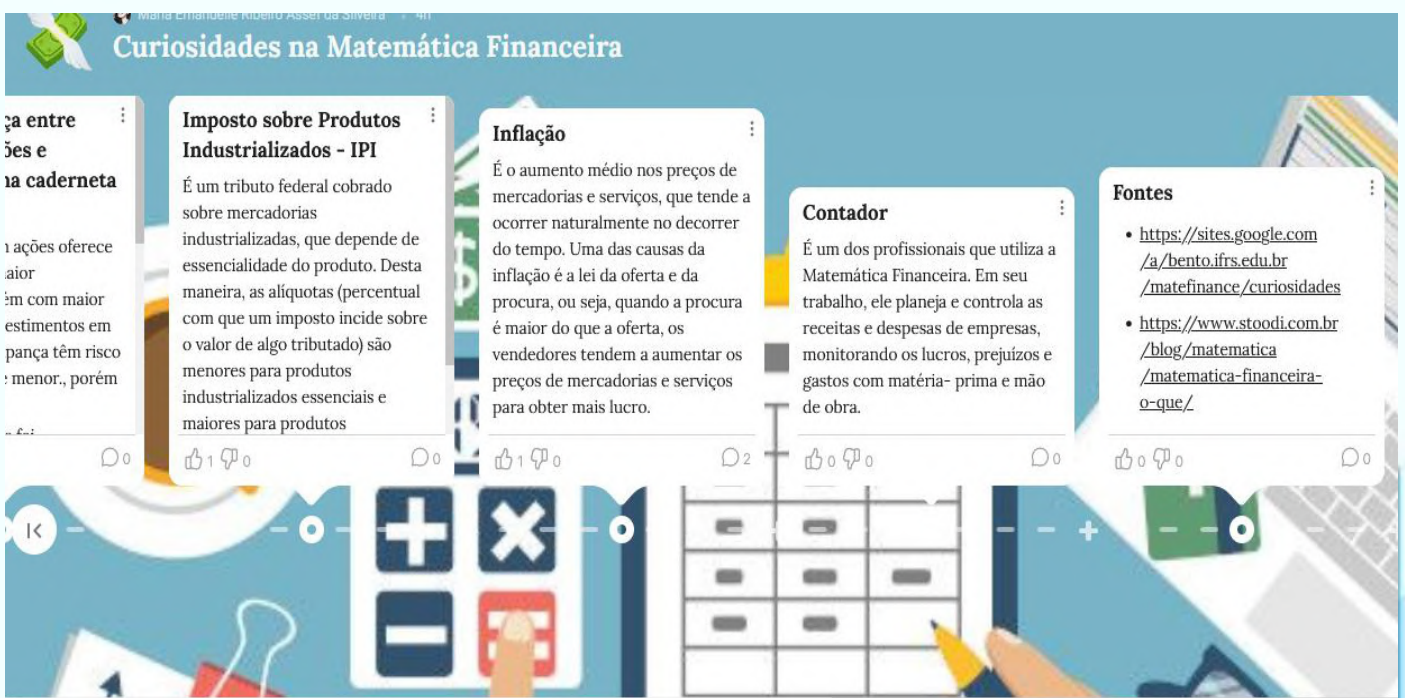 Maria Emanuelle Ribeiro Assef da Silveira • 4h
Curiosidades na Matemática Financeira
ça entre
ões e
na caderneta
ações oferece
aior
ém com maior
estimentos em
pança têm risco
menor., porém
Imposto sobre Produtos
Industrializados - IPI
É um tributo federal cobrado
sobre mercadorias
industrializadas, que depende de
essencialidade do produto. Desta
maneira, as alíquotas (percentual
com que um imposto incide sobre
o valor de algo tributado) são
menores para produtos
industrializados essenciais e
maiores para produtos
Inflação
É o aumento médio nos preços de
mercadorias e serviços, que tende a
ocorrer naturalmente no decorrer
do tempo. Uma das causas da
inflação é a lei da oferta e da
procura, ou seja, quando a procura
é maior do que a oferta, os
vendedores tendem a aumentar os
preços de mercadorias e serviços
para obter mais lucro.
Contador
É um dos profissionais que utiliza a
Matemática Financeira. Em seu
trabalho, ele planeja e controla as
receitas e despesas de empresas,
monitorando os lucros, prejuízos e
gastos com matéria- prima e mão
de obra.
Fontes
• https://sites.google.com
/a/bento.ifrs.edu.br
/matefinance/curiosidades
• https://www.stoodi.com.br
/blog/matematica
/matematica-financeira-
o-que/
0
1 0 0
1 0 2
0 0 0
0 0 0